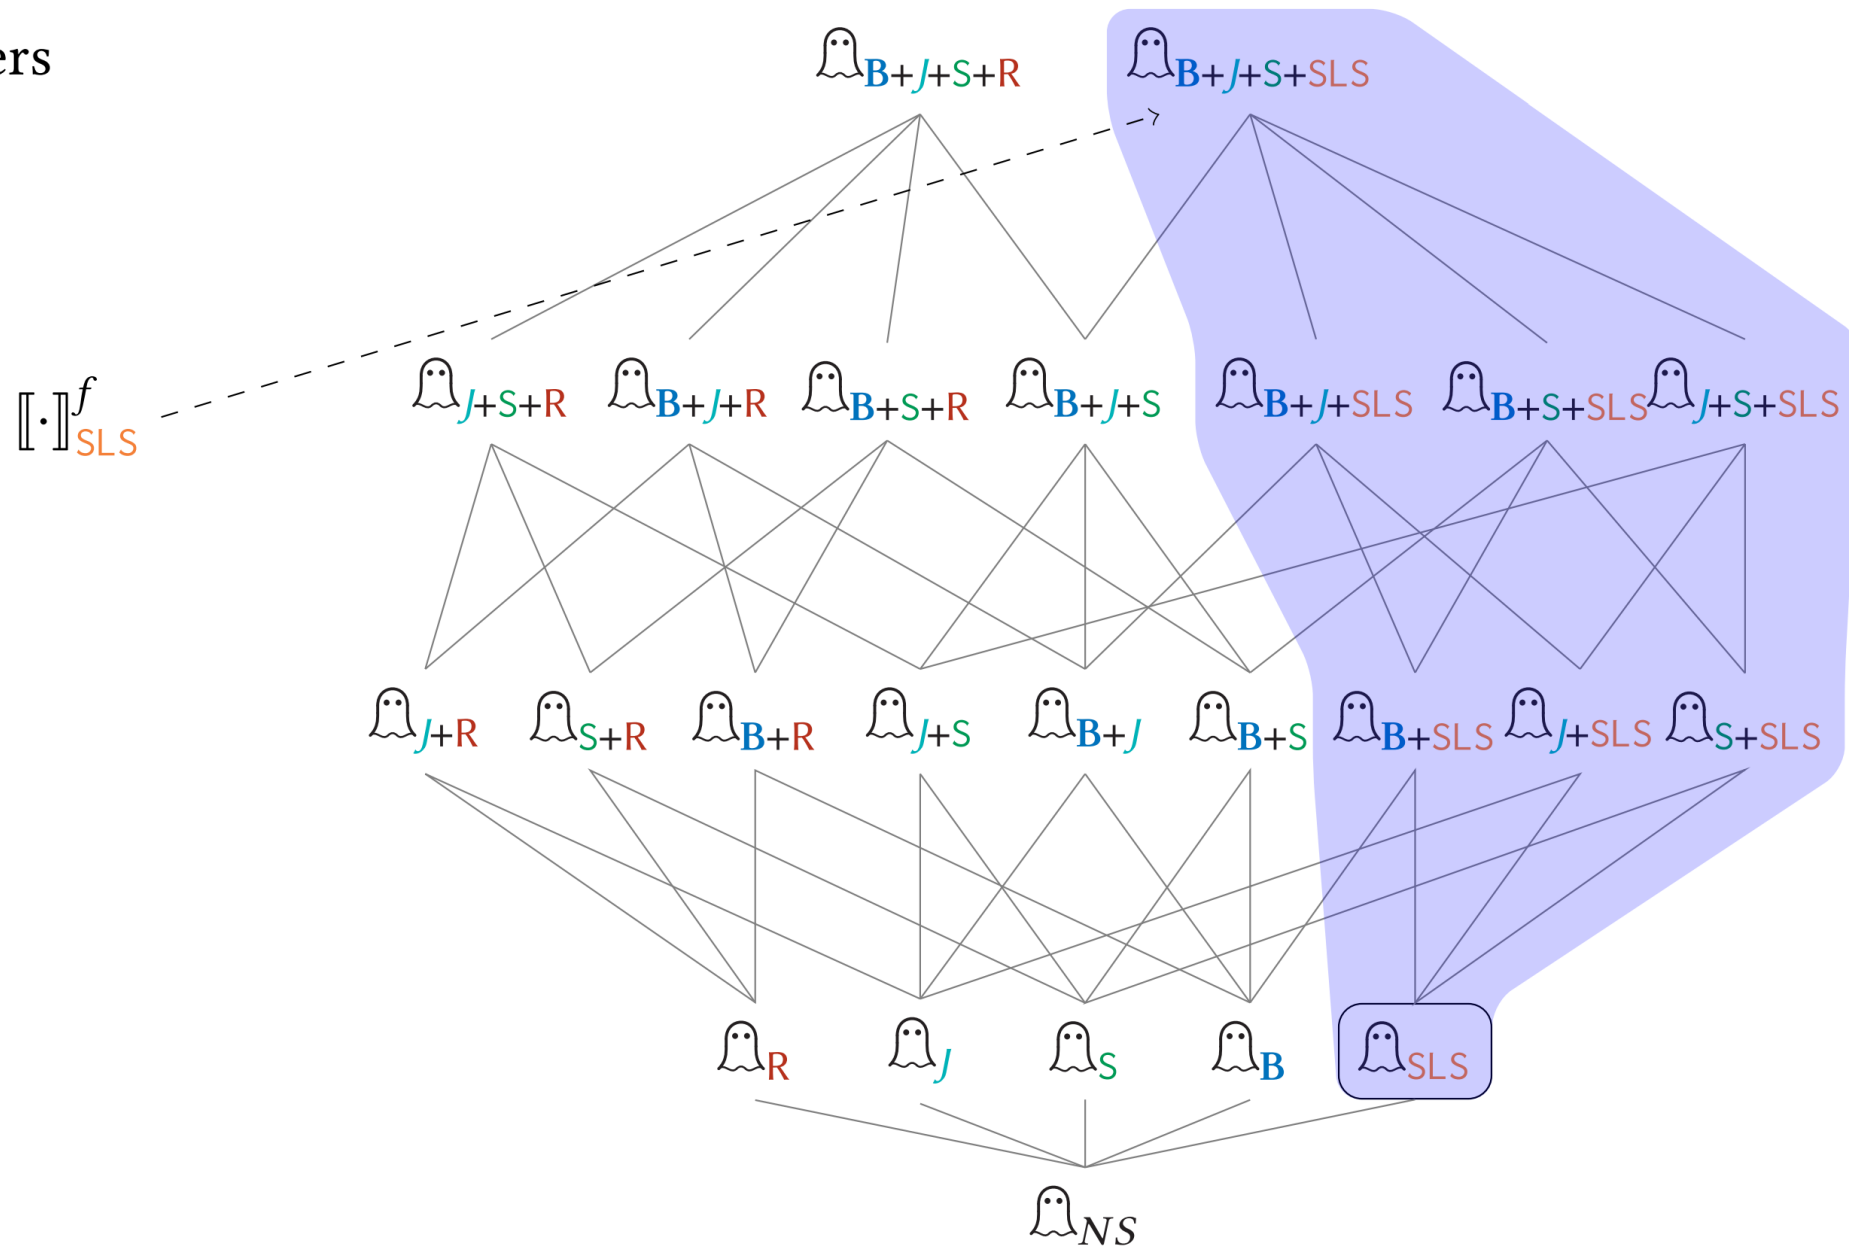 ers
B+J+S+R B+J+S+SLS
J+S+R B+J+R B+S+R B+J+S B+J+SLS B+S+SLS J+S+SLS
⟦·⟧^f_SLS
J+R S+R B+R J+S B+J B+S B+SLS J+SLS S+SLS
R J S B SLS
NS